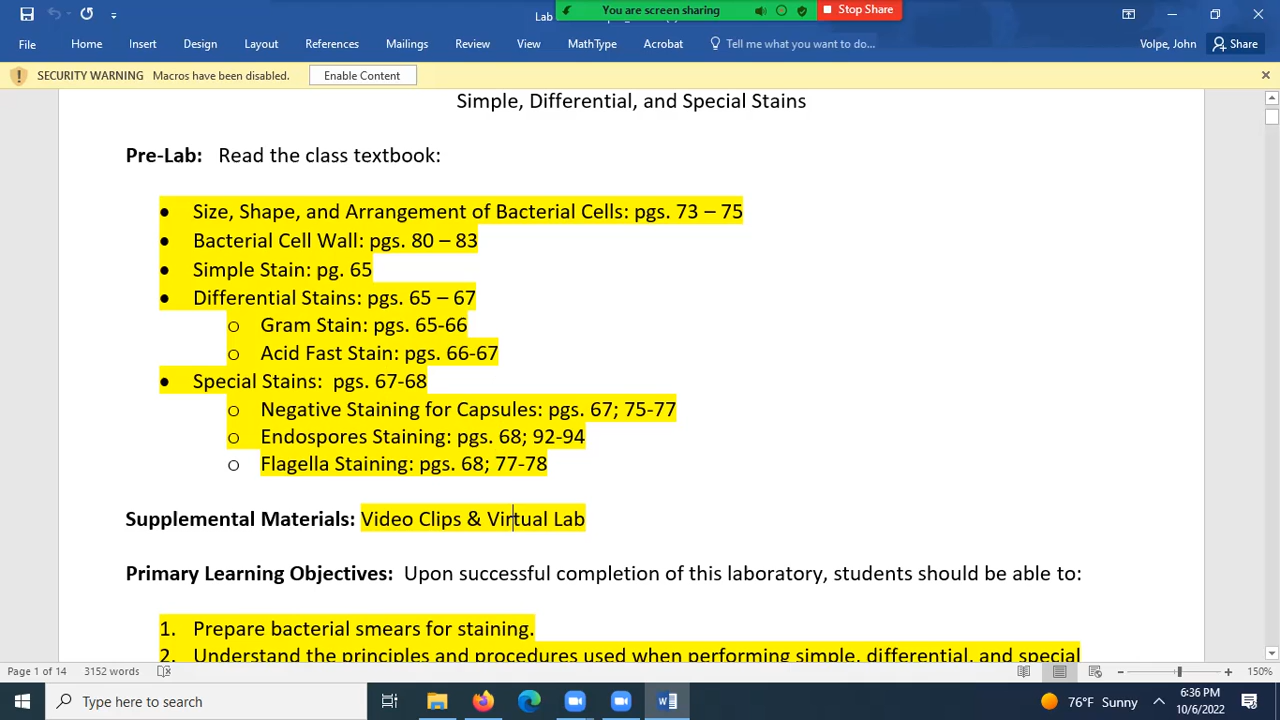 Lab
You are screen sharing
Stop Share
File
Home
Insert
Design
Layout
References
Mailings
Review
View
MathType
Acrobat
Tell me what you want to do...
Volpe, John
Share
SECURITY WARNING Macros have been disabled.
Enable Content
Simple, Differential, and Special Stains
Pre-Lab: Read the class textbook:
• Size, Shape, and Arrangement of Bacterial Cells: pgs. 73 – 75
• Bacterial Cell Wall: pgs. 80 – 83
• Simple Stain: pg. 65
• Differential Stains: pgs. 65 – 67
o Gram Stain: pgs. 65-66
o Acid Fast Stain: pgs. 66-67
• Special Stains: pgs. 67-68
o Negative Staining for Capsules: pgs. 67; 75-77
o Endospores Staining: pgs. 68; 92-94
o Flagella Staining: pgs. 68; 77-78
Supplemental Materials: Video Clips & Virtual Lab
Primary Learning Objectives: Upon successful completion of this laboratory, students should be able to:
1. Prepare bacterial smears for staining.
2. Understand the principles and procedures used when performing simple, differential, and special
Page 1 of 14
3152 words
150%
Type here to search
76°F Sunny
6:36 PM
10/6/2022